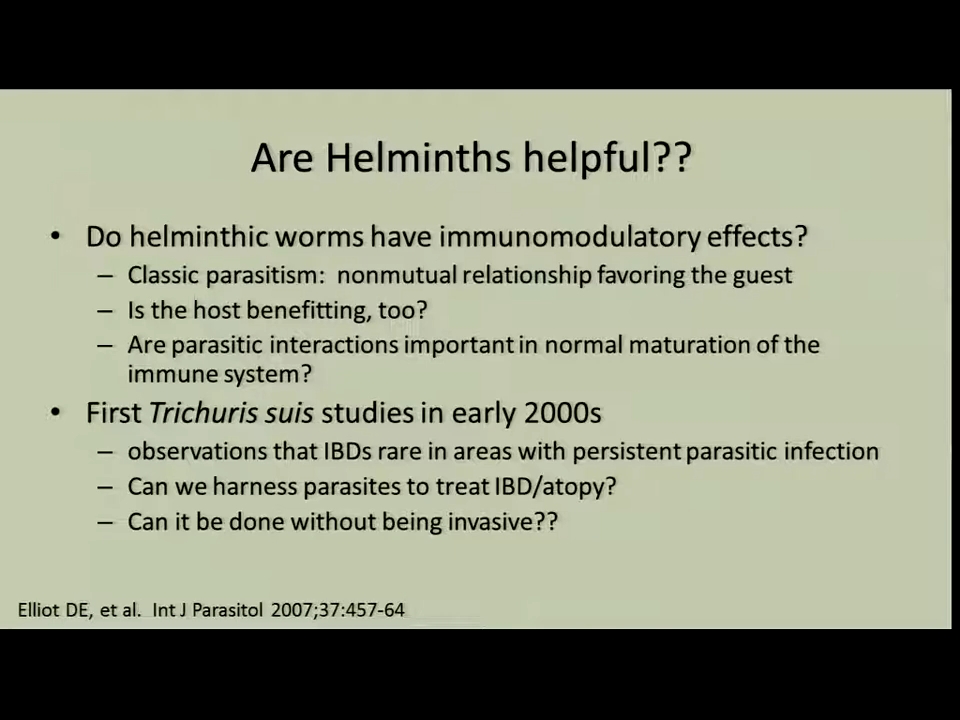 Are Helminths helpful??
• Do helminthic worms have immunomodulatory effects?
– Classic parasitism: nonmutual relationship favoring the guest
– Is the host benefitting, too?
– Are parasitic interactions important in normal maturation of the
immune system?
• First Trichuris suis studies in early 2000s
– observations that IBDs rare in areas with persistent parasitic infection
– Can we harness parasites to treat IBD/atopy?
– Can it be done without being invasive??
Elliot DE, et al. Int J Parasitol 2007;37:457-64